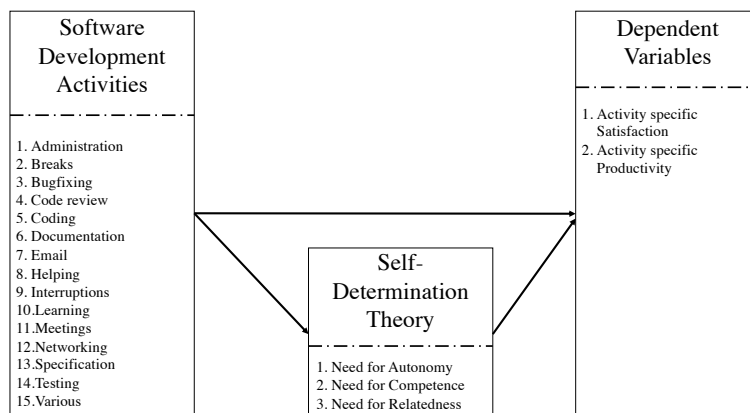 Software
Development
Activities
1. Administration
2. Breaks
3. Bugfixing
4. Code review
5. Coding
6. Documentation
7. Email
8. Helping
9. Interruptions
10.Learning
11.Meetings
12.Networking
13.Specification
14.Testing
15.Various
Self-
Determination
Theory
1. Need for Autonomy
2. Need for Competence
3. Need for Relatedness
Dependent
Variables
1. Activity specific
Satisfaction
2. Activity specific
Productivity